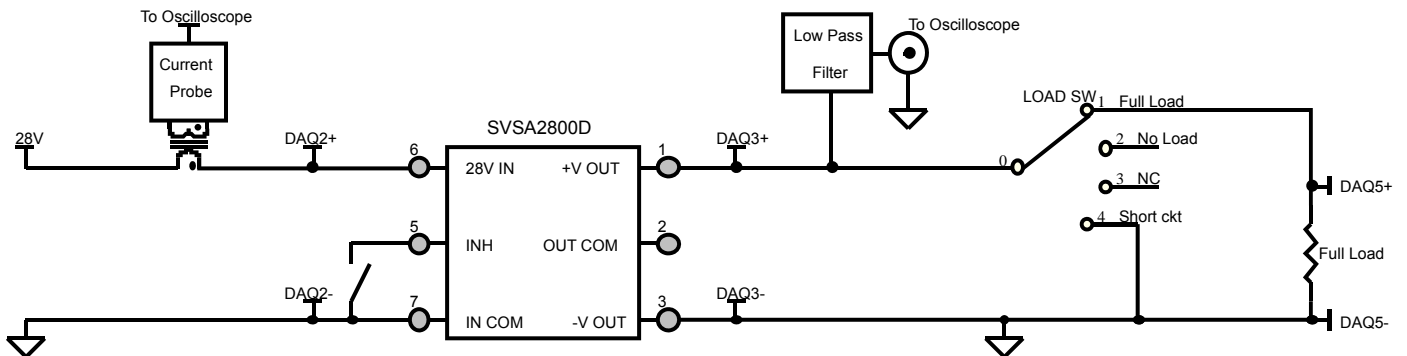 To Oscilloscope
Current
Probe
28V
DAQ2+
6
5
DAQ2-
7
SVSA2800D
28V IN
+V OUT
INH
OUT COM
IN COM
-V OUT
1
2
3
DAQ3+
DAQ3-
Low Pass
Filter
To Oscilloscope
LOAD SW
0
1 Full Load
2 No Load
3 NC
4 Short ckt
DAQ5+
Full Load
DAQ5-